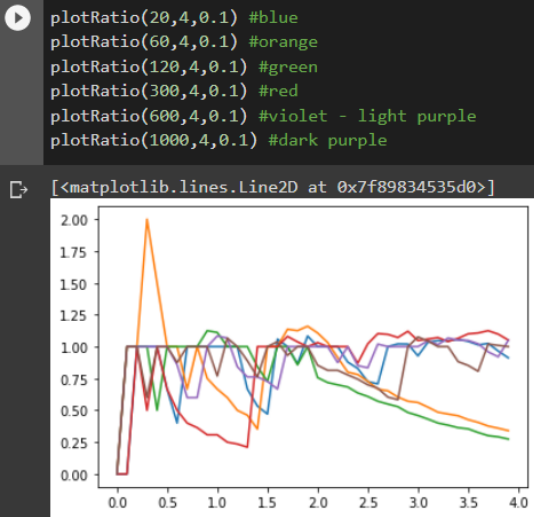 plotRatio(20,4,0.1) #blue
plotRatio(60,4,0.1) #orange
plotRatio(120,4,0.1) #green
plotRatio(300,4,0.1) #red
plotRatio(600,4,0.1) #violet - light purple
plotRatio(1000,4,0.1) #dark purple
[<matplotlib.lines.Line2D at 0x7f89834535d0>]
2.00
1.75
1.50
1.25
1.00
0.75
0.50
0.25
0.00
0.0 0.5 1.0 1.5 2.0 2.5 3.0 3.5 4.0